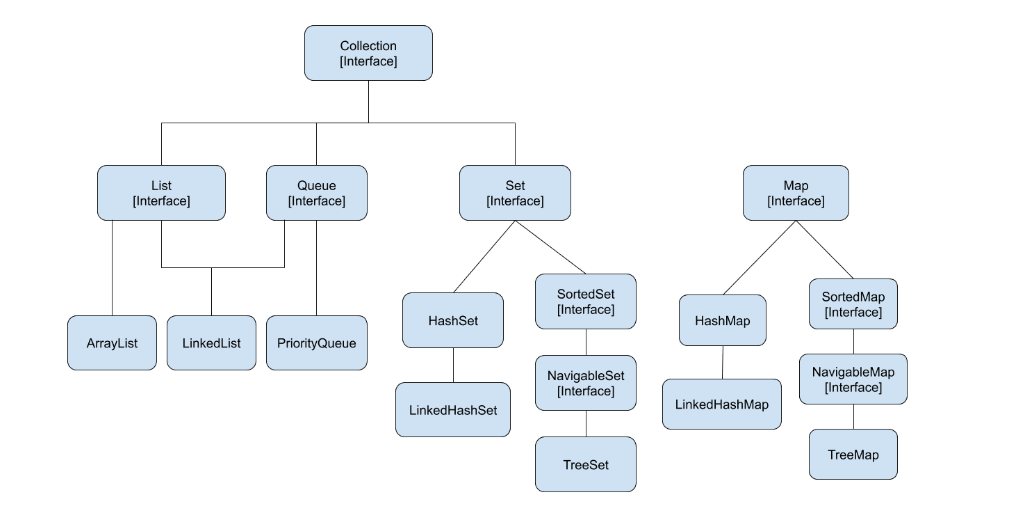 Collection
[Interface]
List
[Interface]
Queue
[Interface]
Set
[Interface]
Map
[Interface]
ArrayList
LinkedList
PriorityQueue
HashSet
LinkedHashSet
SortedSet
[Interface]
NavigableSet
[Interface]
TreeSet
HashMap
LinkedHashMap
SortedMap
[Interface]
NavigableMap
[Interface]
TreeMap